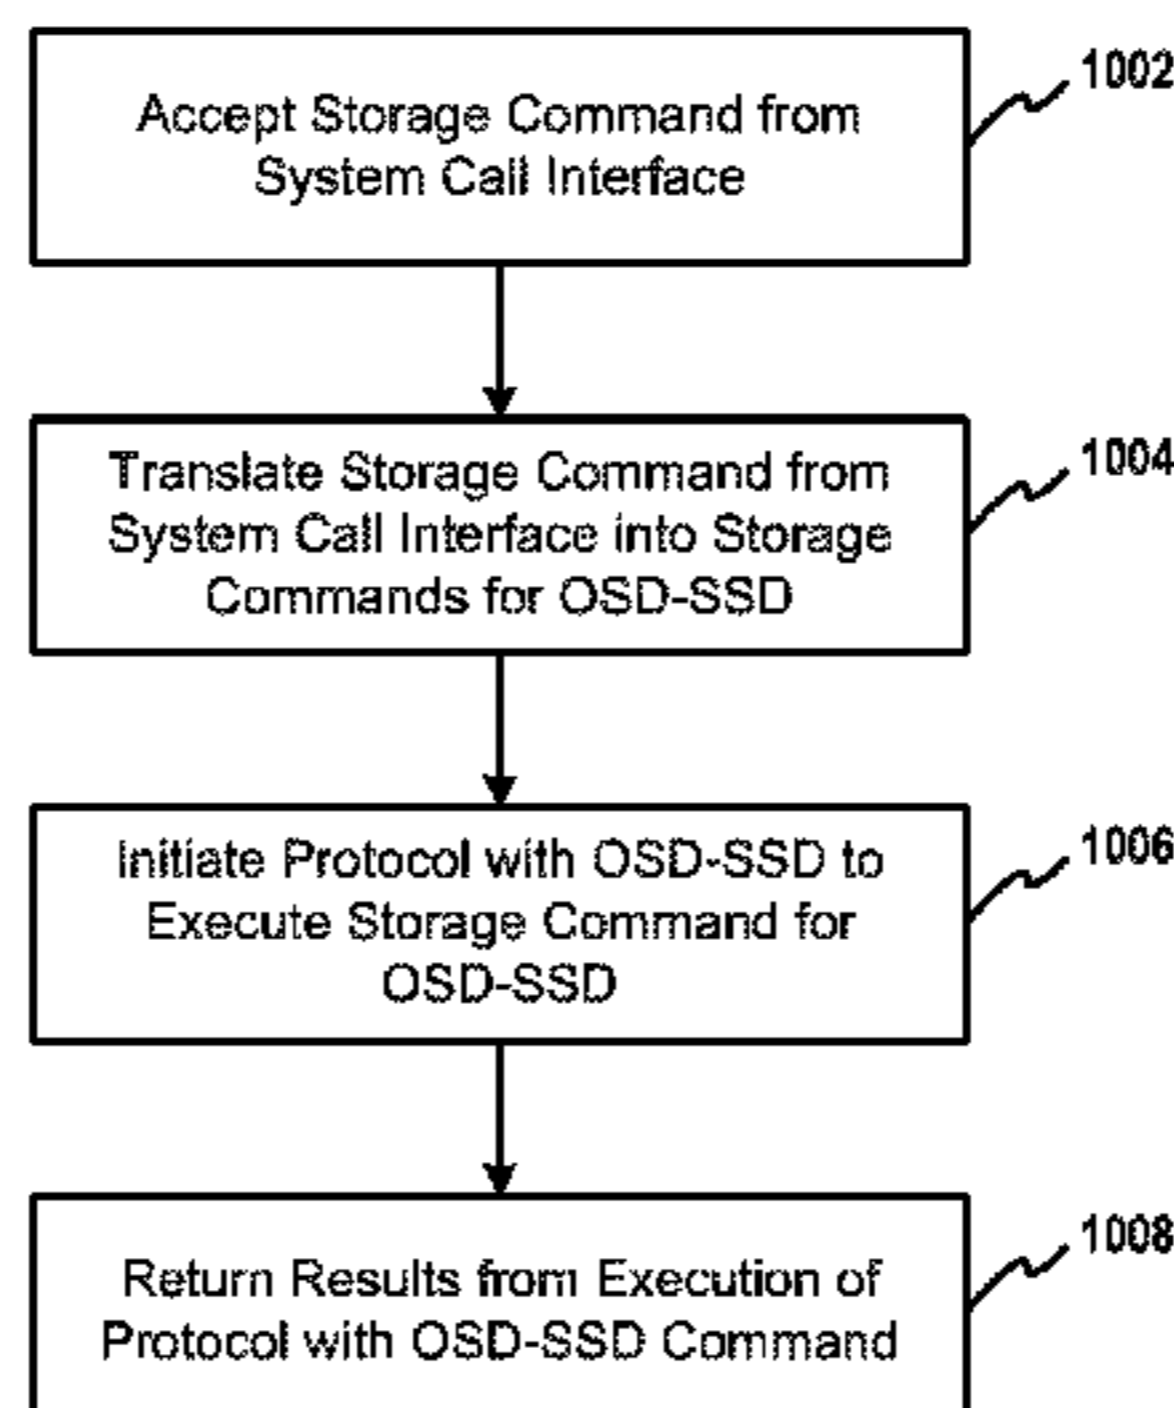 Accept Storage Command from
System Call Interface
1002
Translate Storage Command from
System Call Interface into Storage
Commands for OSD-SSD
1004
Initiate Protocol with OSD-SSD to
Execute Storage Command for
OSD-SSD
1006
Return Results from Execution of
Protocol with OSD-SSD Command
1008